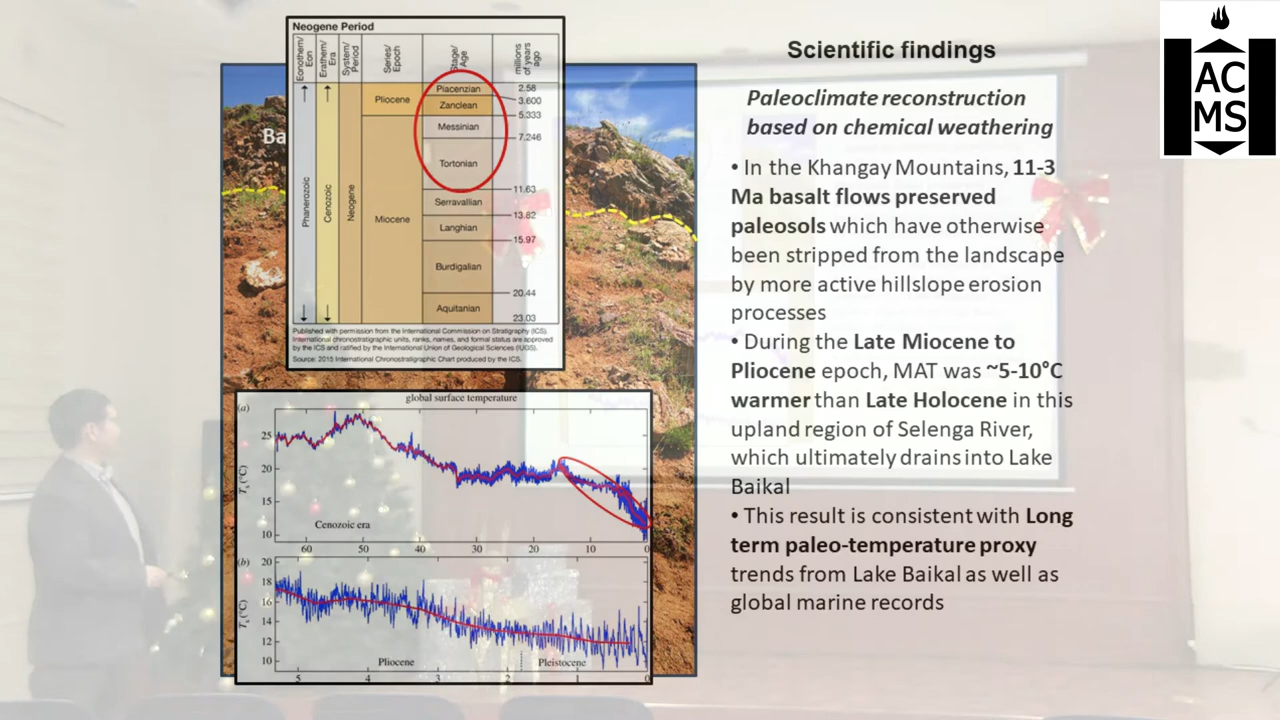 Neogene Period
Eonothem/ Eon
Erathem/ Era
System/ Period
Series/ Epoch
Stage/ Age
millions of years ago
Phanerozoic
Cenozoic
Neogene
Pliocene
Miocene
Piacenzian
Zanclean
Messinian
Tortonian
Serravallian
Langhian
Burdigalian
Aquitanian
2.58
3.600
5.333
7.246
11.63
13.82
15.97
20.44
23.03
Published with permission from the International Commission on Stratigraphy (ICS).
International chronostratigraphic units, ranks, names, and formal status are approved
by the ICS and ratified by the International Union of Geological Sciences (IUGS).
Source: 2015 International Chronostratigraphic Chart produced by the ICS.
Ba
global surface temperature
(a)
25
20
15
10
Ts (°C)
Cenozoic era
60 50 40 30 20 10 0
(b)
20
18
16
14
12
10
Ts (°C)
Pliocene Pleistocene
5 4 3 2 1 0
Scientific findings
Paleoclimate reconstruction
based on chemical weathering
• In the Khangay Mountains, 11-3
Ma basalt flows preserved
paleosols which have otherwise
been stripped from the landscape
by more active hillslope erosion
processes
• During the Late Miocene to
Pliocene epoch, MAT was ~5-10°C
warmer than Late Holocene in this
upland region of Selenga River,
which ultimately drains into Lake
Baikal
• This result is consistent with Long
term paleo-temperature proxy
trends from Lake Baikal as well as
global marine records
AC
MS